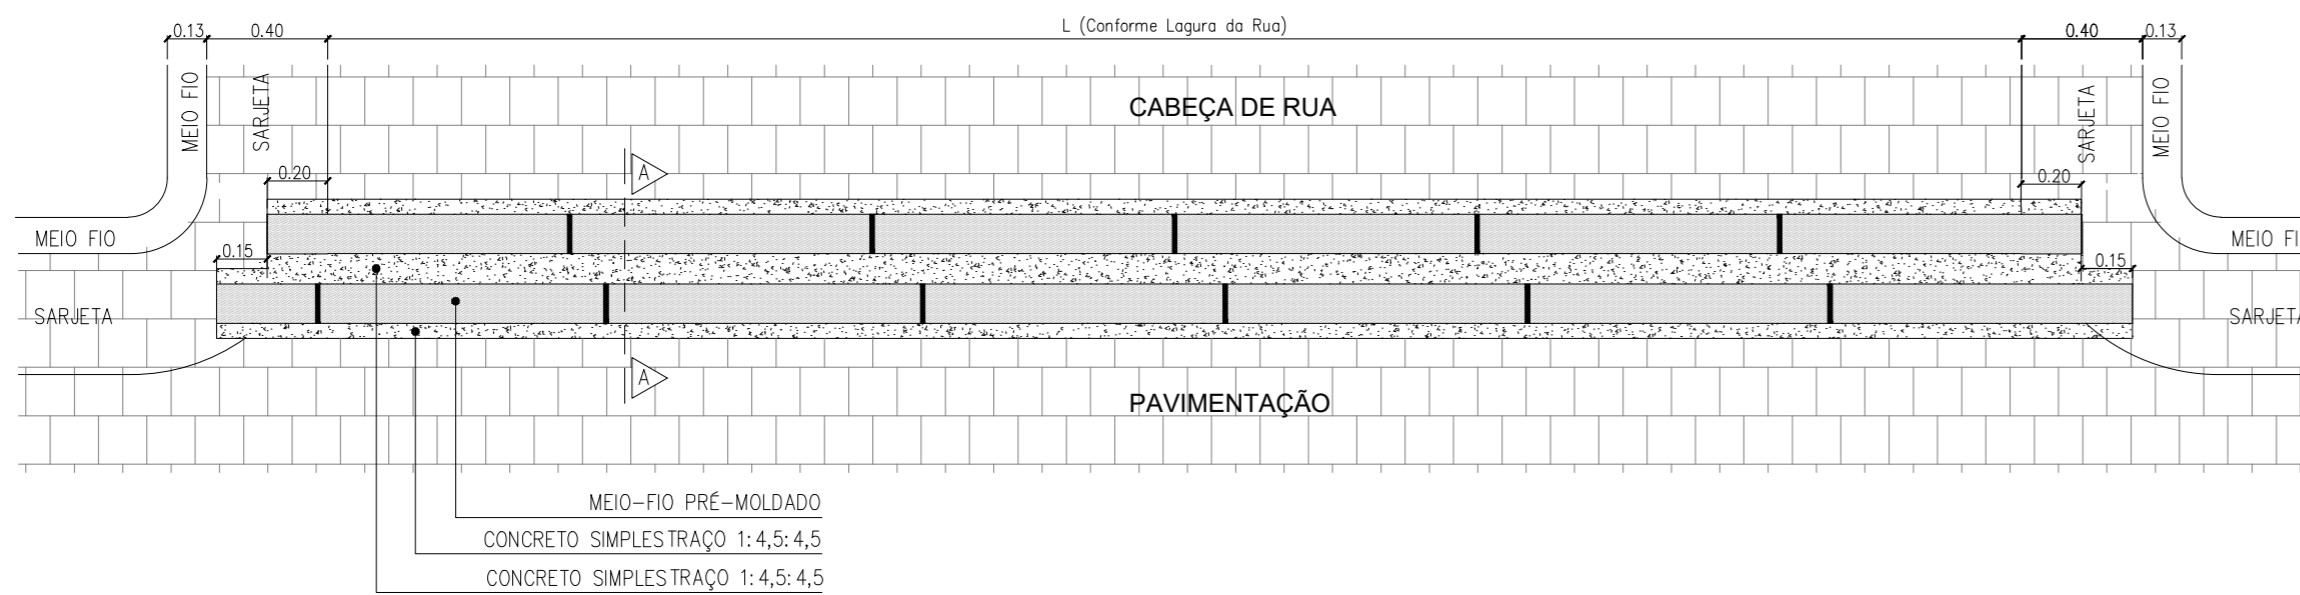 L (Conforme Lagura da Rua)
0.13
0.40
0.40
0.13
MEIO FIO
SARJETA
CABEÇA DE RUA
SARJETA
MEIO FIO
A
0.20
0.20
MEIO FIO
MEIO FI
0.15
0.15
SARJETA
SARJETA
A
PAVIMENTAÇÃO
MEIO-FIO PRÉ-MOLDADO
CONCRETO SIMPLESTRAÇO 1:4,5:4,5
CONCRETO SIMPLESTRAÇO 1:4,5:4,5